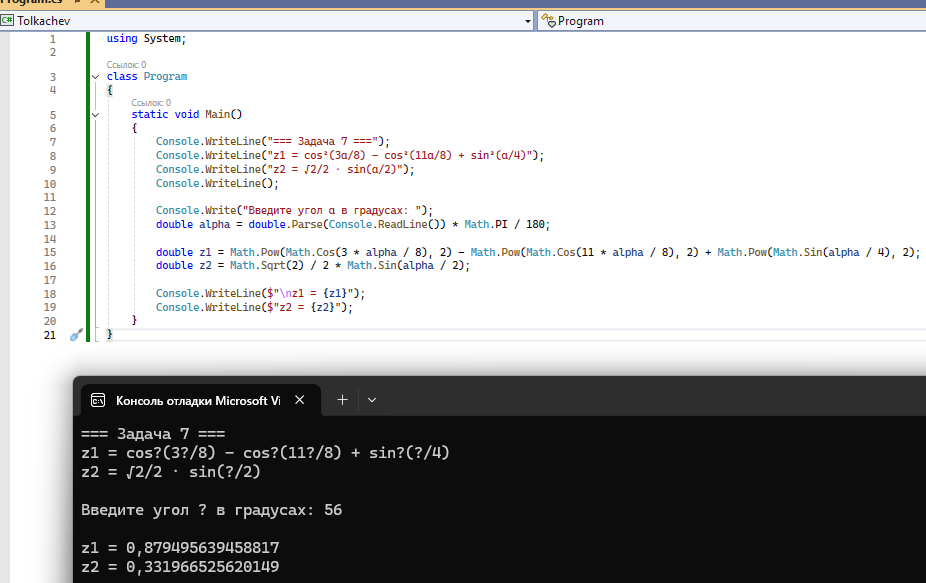 Program.cs
C# Tolkachev Program
1 using System;
2
Ссылок: 0
3 class Program
4 {
Ссылок: 0
5 static void Main()
6 {
7 Console.WriteLine("=== Задача 7 ===");
8 Console.WriteLine("z1 = cos²(3α/8) − cos²(11α/8) + sin²(α/4)");
9 Console.WriteLine("z2 = √2/2 · sin(α/2)");
10 Console.WriteLine();
11
12 Console.Write("Введите угол α в градусах: ");
13 double alpha = double.Parse(Console.ReadLine()) * Math.PI / 180;
14
15 double z1 = Math.Pow(Math.Cos(3 * alpha / 8), 2) - Math.Pow(Math.Cos(11 * alpha / 8), 2) + Math.Pow(Math.Sin(alpha / 4), 2);
16 double z2 = Math.Sqrt(2) / 2 * Math.Sin(alpha / 2);
17
18 Console.WriteLine($"\nz1 = {z1}");
19 Console.WriteLine($"z2 = {z2}");
20 }
21 }
Консоль отладки Microsoft Vi
=== Задача 7 ===
z1 = cos?(3?/8) - cos?(11?/8) + sin?(?/4)
z2 = √2/2 · sin(?/2)
Введите угол ? в градусах: 56
z1 = 0,879495639458817
z2 = 0,331966525620149